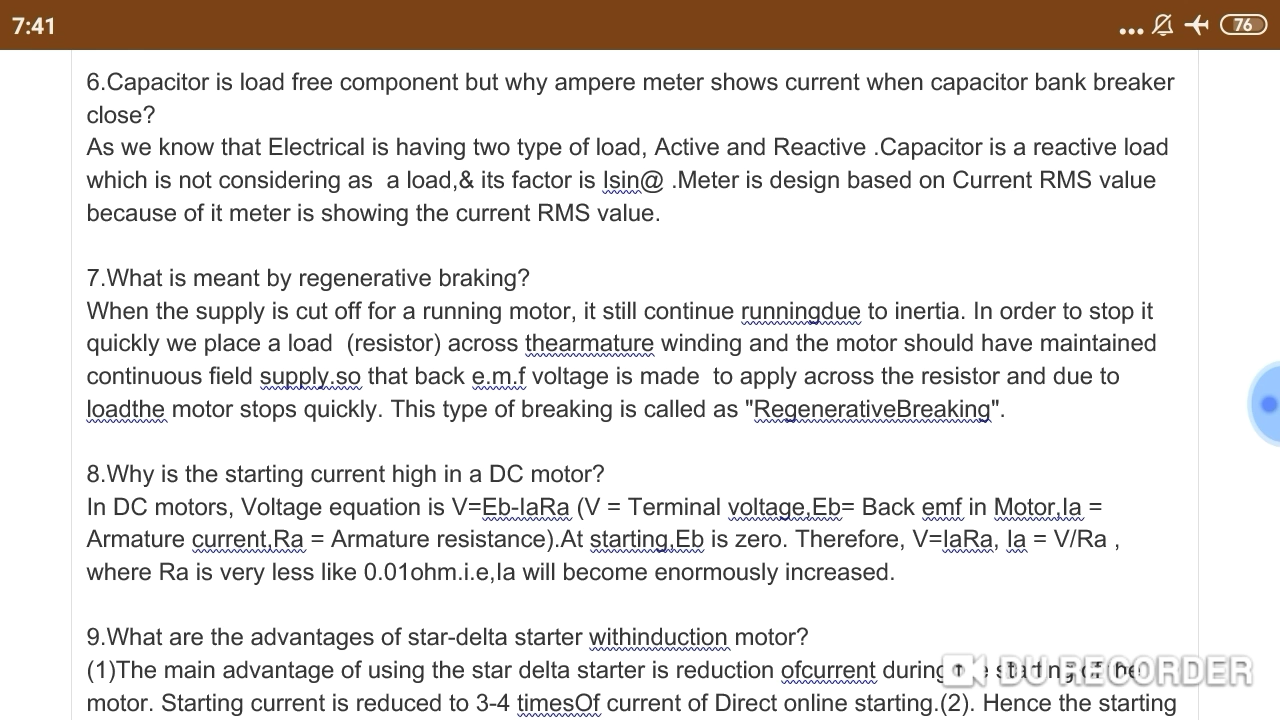 7:41
76
6.Capacitor is load free component but why ampere meter shows current when capacitor bank breaker
close?
As we know that Electrical is having two type of load, Active and Reactive .Capacitor is a reactive load
which is not considering as  a load,& its factor is Isin@ .Meter is design based on Current RMS value
because of it meter is showing the current RMS value.
7.What is meant by regenerative braking?
When the supply is cut off for a running motor, it still continue runningdue to inertia. In order to stop it
quickly we place a load  (resistor) across thearmature winding and the motor should have maintained
continuous field supply.so that back e.m.f voltage is made  to apply across the resistor and due to
loadthe motor stops quickly. This type of breaking is called as "RegenerativeBreaking".
8.Why is the starting current high in a DC motor?
In DC motors, Voltage equation is V=Eb-IaRa (V = Terminal voltage,Eb= Back emf in Motor,Ia =
Armature current,Ra = Armature resistance).At starting,Eb is zero. Therefore, V=IaRa, Ia = V/Ra ,
where Ra is very less like 0.01ohm.i.e,Ia will become enormously increased.
9.What are the advantages of star-delta starter withinduction motor?
(1)The main advantage of using the star delta starter is reduction ofcurrent during the starting of the
motor. Starting current is reduced to 3-4 timesOf current of Direct online starting.(2). Hence the starting
DU RECORDER